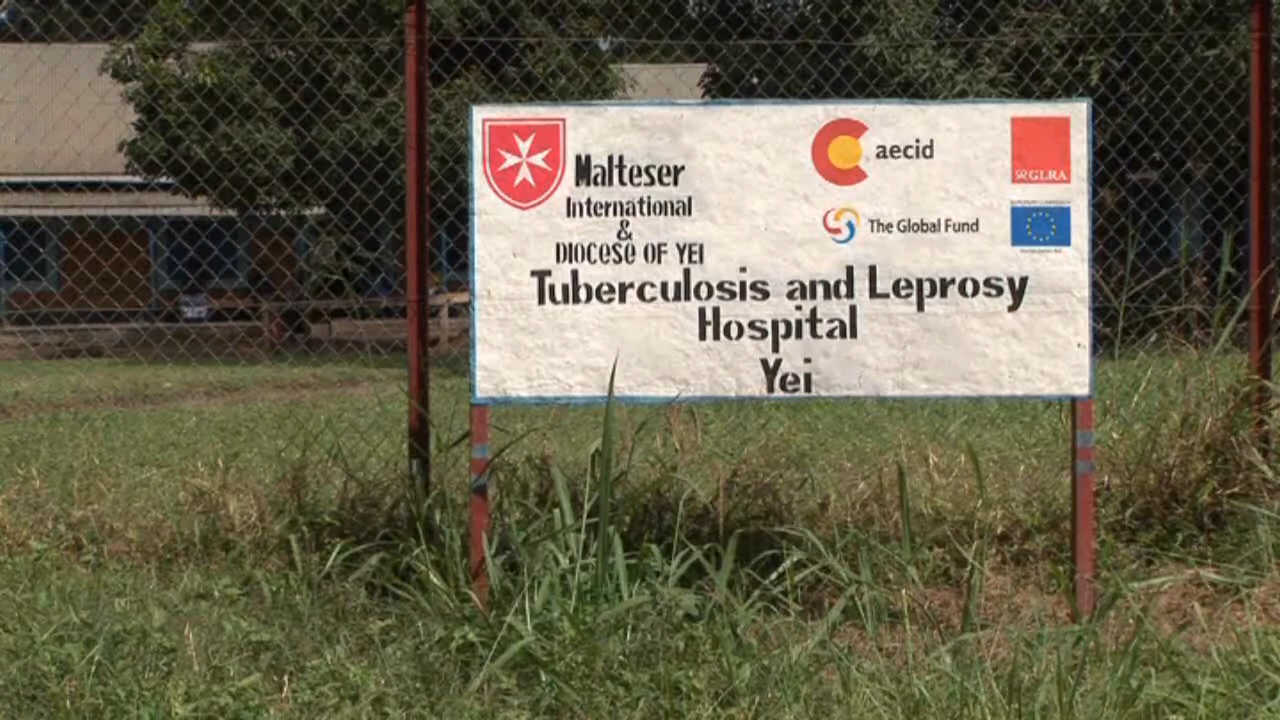 Malteser
International
&
DIOCESE OF YEI
aecid
GLRA
The Global Fund
Tuberculosis and Leprosy
Hospital
Yei